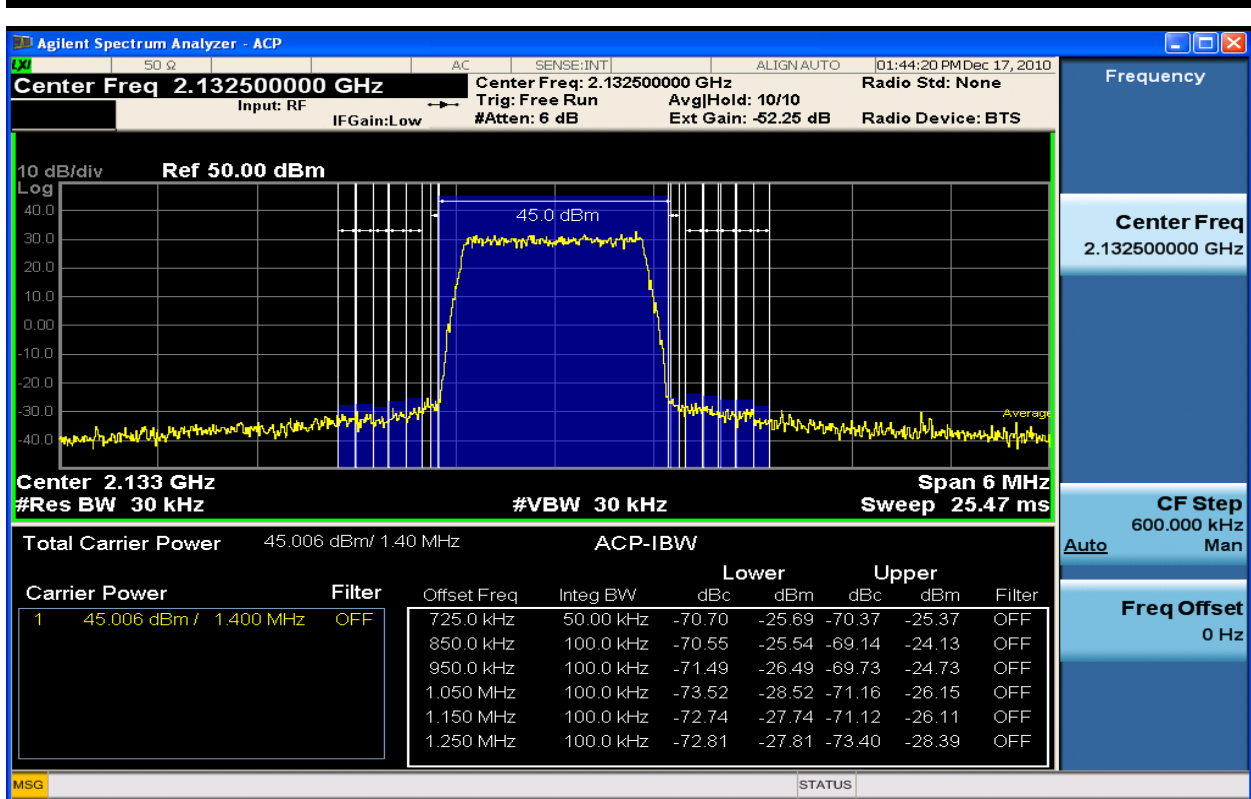 Agilent Spectrum Analyzer - ACP
LXI 50 Ω AC SENSE:INT ALIGN AUTO 01:44:20 PM Dec 17, 2010
Center Freq 2.132500000 GHz
Input: RF
IFGain:Low
Center Freq: 2.132500000 GHz
Trig: Free Run Avg|Hold: 10/10
#Atten: 6 dB Ext Gain: -52.25 dB
Radio Std: None
Radio Device: BTS
10 dB/div Ref 50.00 dBm
Log
40.0
30.0
20.0
10.0
0.00
-10.0
-20.0
-30.0
-40.0
45.0 dBm
Average
Center 2.133 GHz Span 6 MHz
#Res BW 30 kHz #VBW 30 kHz Sweep 25.47 ms
Total Carrier Power 45.006 dBm/ 1.40 MHz ACP-IBW
Carrier Power Filter
1 45.006 dBm / 1.400 MHz OFF
Lower Upper
Offset Freq Integ BW dBc dBm dBc dBm Filter
725.0 kHz 50.00 kHz -70.70 -25.69 -70.37 -25.37 OFF
850.0 kHz 100.0 kHz -70.55 -25.54 -69.14 -24.13 OFF
950.0 kHz 100.0 kHz -71.49 -26.49 -69.73 -24.73 OFF
1.050 MHz 100.0 kHz -73.52 -28.52 -71.16 -26.15 OFF
1.150 MHz 100.0 kHz -72.74 -27.74 -71.12 -26.11 OFF
1.250 MHz 100.0 kHz -72.81 -27.81 -73.40 -28.39 OFF
Frequency
Center Freq
2.132500000 GHz
CF Step
600.000 kHz
Auto Man
Freq Offset
0 Hz
MSG STATUS